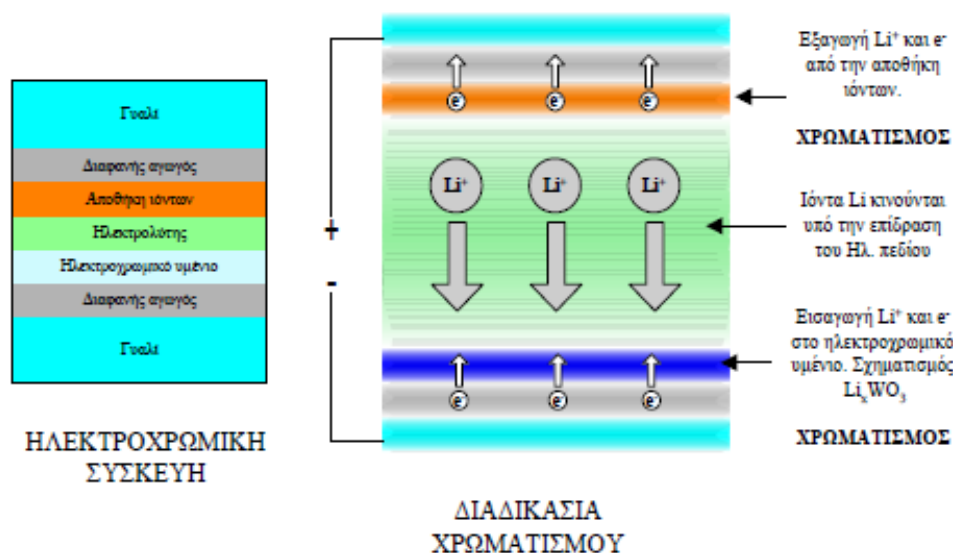 Γυαλί
Διαφανής αγωγός
Αποθήκη ιόντων
Ηλεκτρολύτης
Ηλεκτροχρωμικό υμένιο
Διαφανής αγωγός
Γυαλί
ΗΛΕΚΤΡΟΧΡΩΜΙΚΗ
ΣΥΣΚΕΥΗ
+
-
e⁻ e⁻ e⁻
Li⁺ Li⁺ Li⁺
e⁻ e⁻ e⁻
ΔΙΑΔΙΚΑΣΙΑ
ΧΡΩΜΑΤΙΣΜΟΥ
Εξαγωγή Li⁺ και e⁻
από την αποθήκη
ιόντων.
ΧΡΩΜΑΤΙΣΜΟΣ
Ιόντα Li κινούνται
υπό την επίδραση
του Ηλ. πεδίου
Εισαγωγή Li⁺ και e⁻
στο ηλεκτροχρωμικό
υμένιο. Σχηματισμός
LiₓWO₃
ΧΡΩΜΑΤΙΣΜΟΣ